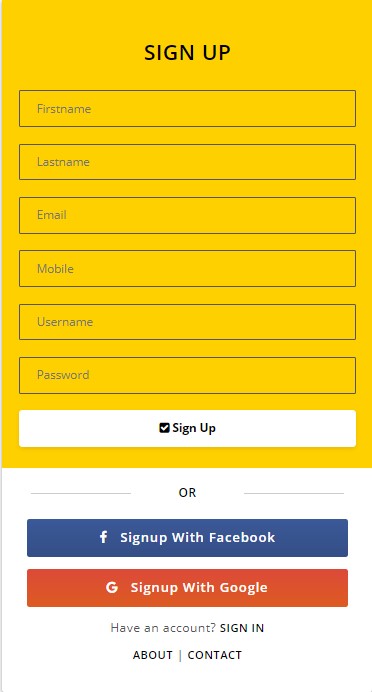 SIGN UP
Firstname
Lastname
Email
Mobile
Username
Password
Sign Up
OR
Signup With Facebook
Signup With Google
Have an account? SIGN IN
ABOUT | CONTACT